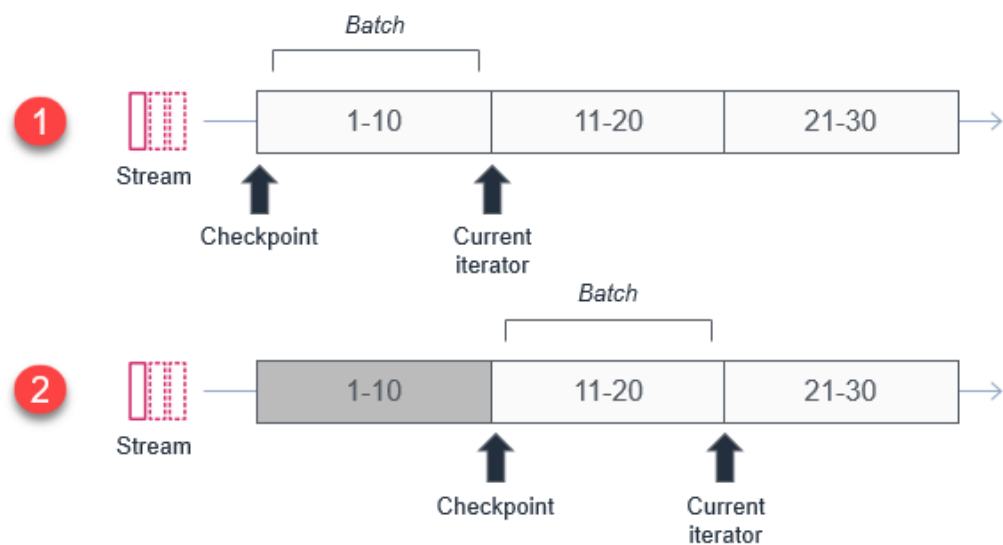 Batch
1
1-10
11-20
21-30
Stream
Checkpoint
Current
iterator
Batch
2
1-10
11-20
21-30
Stream
Checkpoint
Current
iterator